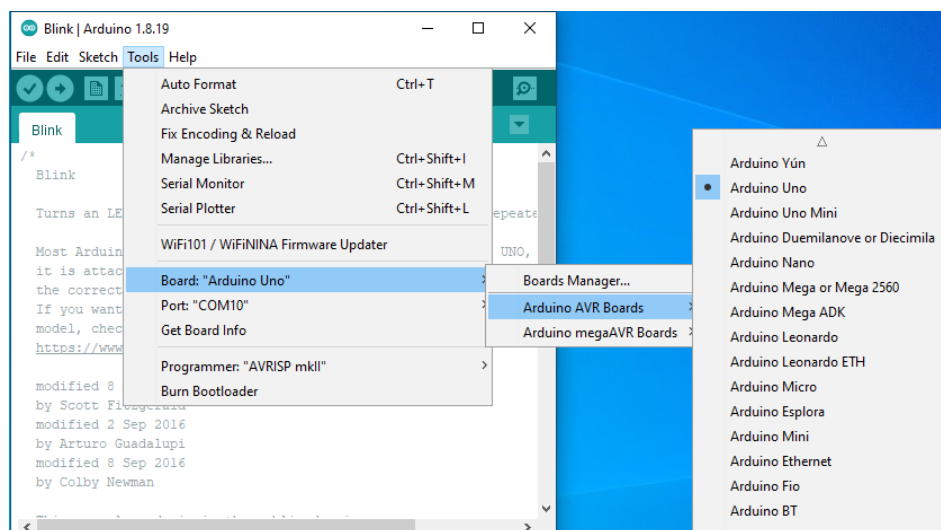 Blink | Arduino 1.8.19
File Edit Sketch Tools Help
Blink
Auto Format Ctrl+T
Archive Sketch
Fix Encoding & Reload
Manage Libraries... Ctrl+Shift+I
Serial Monitor Ctrl+Shift+M
Serial Plotter Ctrl+Shift+L
WiFi101 / WiFiNINA Firmware Updater
Board: "Arduino Uno"
Port: "COM10"
Get Board Info
Programmer: "AVRISP mkII"
Burn Bootloader
Boards Manager...
Arduino AVR Boards
Arduino megaAVR Boards
Arduino Yún
Arduino Uno
Arduino Uno Mini
Arduino Duemilanove or Diecimila
Arduino Nano
Arduino Mega or Mega 2560
Arduino Mega ADK
Arduino Leonardo
Arduino Leonardo ETH
Arduino Micro
Arduino Esplora
Arduino Mini
Arduino Ethernet
Arduino Fio
Arduino BT
/*
Blink
Turns an LE epeate
Most Arduin UNO,
it is attac
the correct
If you want
model, chec
https://www
modified 8
by Scott Fitzgerald
modified 2 Sep 2016
by Arturo Guadalupi
modified 8 Sep 2016
by Colby Newman